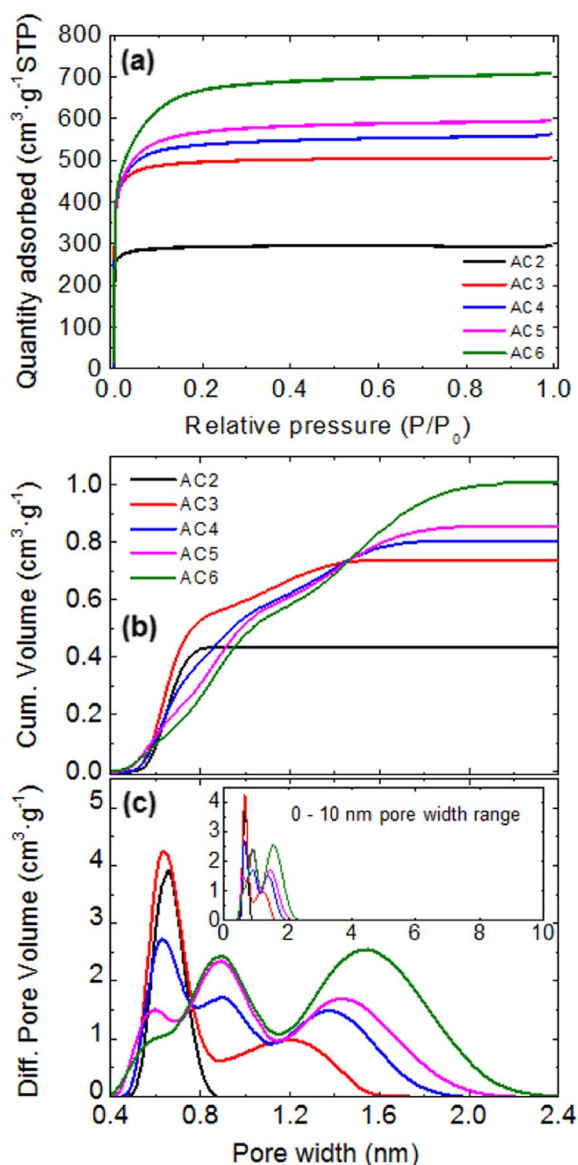 (a)
800
700
600
500
400
300
200
100
0
Quantity adsorbed (cm³·g⁻¹STP)
AC2
AC3
AC4
AC5
AC6
0.0 0.2 0.4 0.6 0.8 1.0
Relative pressure (P/P₀)
(b)
AC2
AC3
AC4
AC5
AC6
1.0
0.8
0.6
0.4
0.2
0.0
Cum. Volume (cm³·g⁻¹)
(c)
5
4
3
2
1
0
Diff. Pore Volume (cm³·g⁻¹)
0 - 10 nm pore width range
4
3
2
1
0
0 2 4 6 8 10
0.4 0.8 1.2 1.6 2.0 2.4
Pore width (nm)